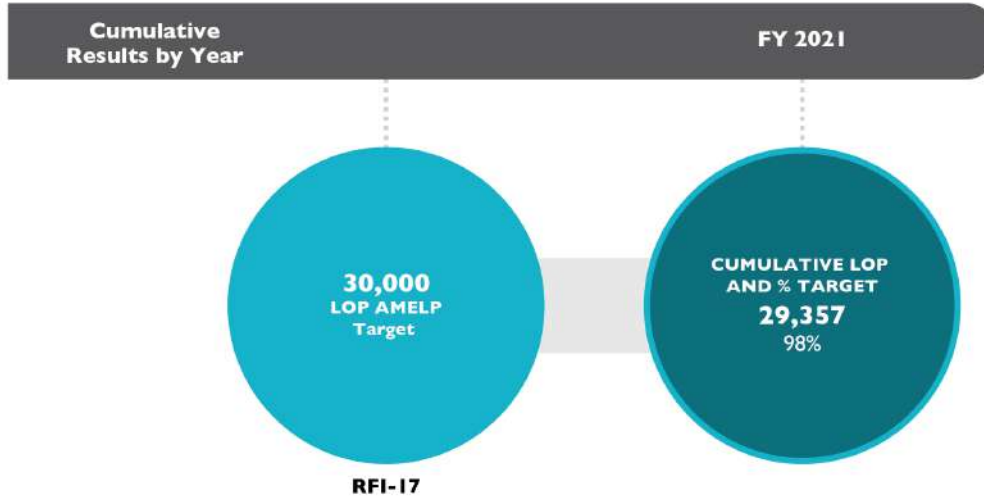 Cumulative
Results by Year
FY 2021
30,000
LOP AMELP
Target
CUMULATIVE LOP
AND % TARGET
29,357
98%
RFI-17